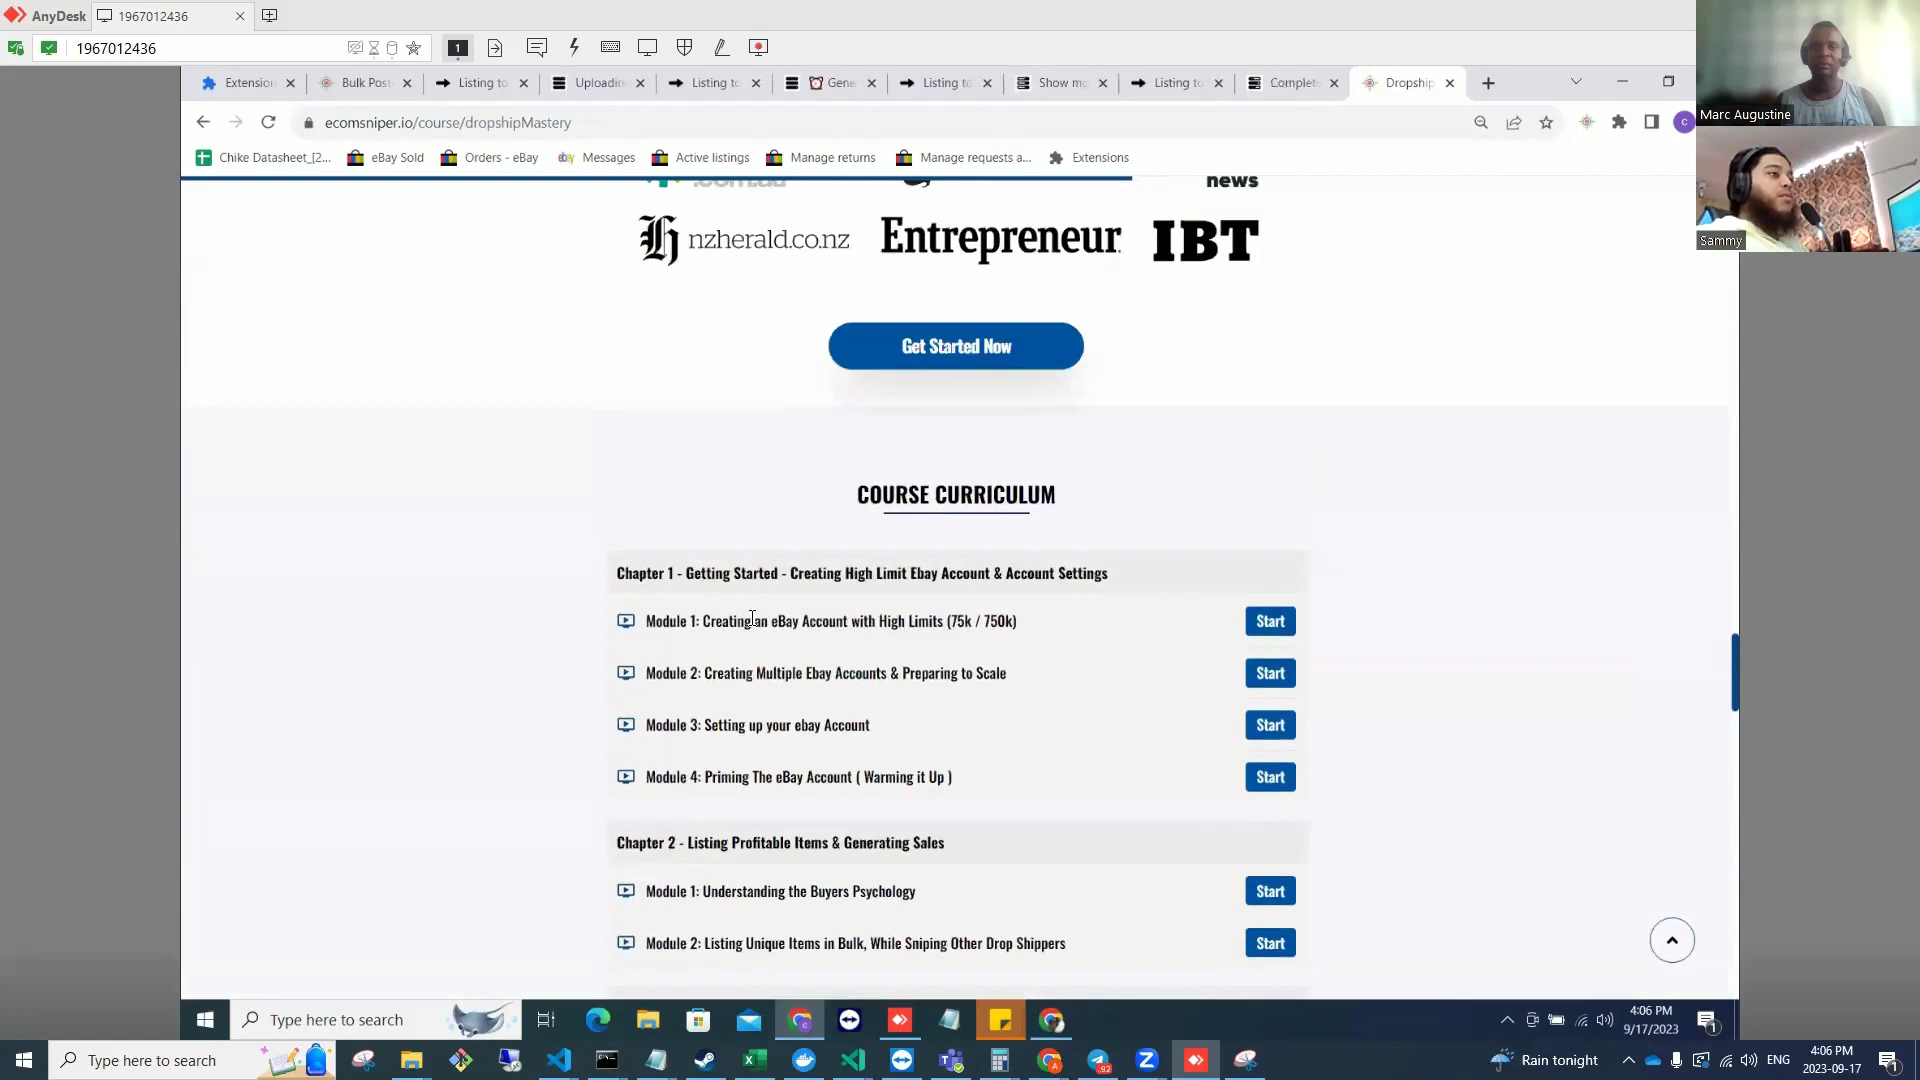 AnyDesk
1967012436
1967012436
1
Extension
Bulk Post
Listing to
Uploadin
Listing to
Gene
Listing to
Show mo
Listing to
Complete
Dropship
ecomsniper.io/course/dropshipMastery
C
Chike Datasheet_[2...
eBay Sold
Orders - eBay
ebay Messages
Active listings
Manage returns
Manage requests a...
Extensions
Marc Augustine
Sammy
.com.au
news
nzherald.co.nz
Entrepreneur
IBT
Get Started Now
COURSE CURRICULUM
Chapter 1 - Getting Started - Creating High Limit Ebay Account & Account Settings
Module 1: Creating an eBay Account with High Limits (75k / 750k)
Start
Module 2: Creating Multiple Ebay Accounts & Preparing to Scale
Start
Module 3: Setting up your ebay Account
Start
Module 4: Priming The eBay Account ( Warming it Up )
Start
Chapter 2 - Listing Profitable Items & Generating Sales
Module 1: Understanding the Buyers Psychology
Start
Module 2: Listing Unique Items in Bulk, While Sniping Other Drop Shippers
Start
Type here to search
4:06 PM
9/17/2023
1
Type here to search
Rain tonight
ENG
4:06 PM
2023-09-17
1